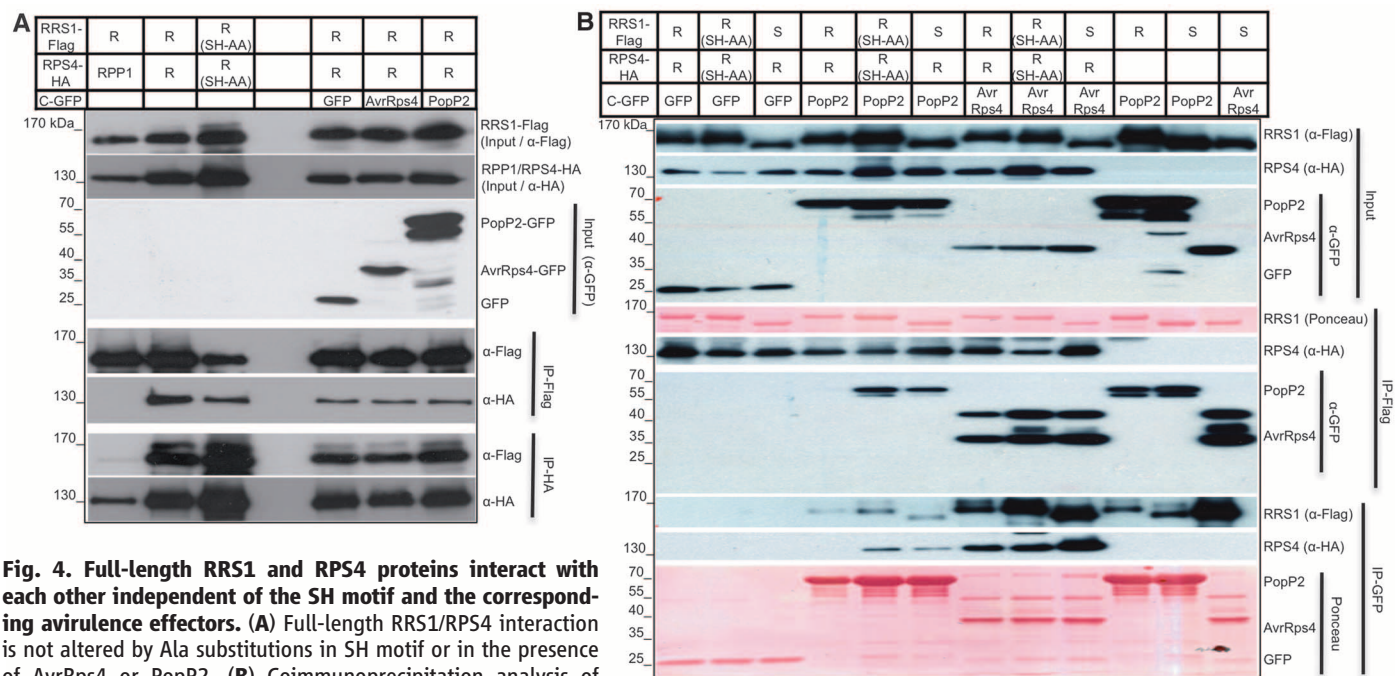 A
RRS1-Flag R R R (SH-AA) R R R
RPS4-HA RPP1 R R (SH-AA) R R R
C-GFP GFP AvrRps4 PopP2
170 kDa
RRS1-Flag
(Input / α-Flag)
130
RPP1/RPS4-HA
(Input / α-HA)
70
55
40
35
25
PopP2-GFP
AvrRps4-GFP
GFP
Input (α-GFP)
170
α-Flag
130
α-HA
IP-Flag
170
α-Flag
130
α-HA
IP-HA
Fig. 4. Full-length RRS1 and RPS4 proteins interact with
each other independent of the SH motif and the correspond-
ing avirulence effectors. (A) Full-length RRS1/RPS4 interaction
is not altered by Ala substitutions in SH motif or in the presence
of AvrRps4 or PopP2. (B) Coimmunoprecipitation analysis of
B
RRS1-Flag R R (SH-AA) S R R (SH-AA) S R R (SH-AA) S R S S
RPS4-HA R R (SH-AA) R R R (SH-AA) R R R (SH-AA) R
C-GFP GFP GFP GFP PopP2 PopP2 PopP2 Avr Rps4 Avr Rps4 Avr Rps4 PopP2 PopP2 Avr Rps4
170 kDa
RRS1 (α-Flag)
130
RPS4 (α-HA)
70
55
40
35
25
PopP2
AvrRps4
GFP
α-GFP
Input
170
RRS1 (Ponceau)
130
RPS4 (α-HA)
70
55
40
35
25
PopP2
AvrRps4
α-GFP
IP-Flag
170
RRS1 (α-Flag)
130
RPS4 (α-HA)
70
55
40
35
25
PopP2
AvrRps4
GFP
Ponceau
IP-GFP